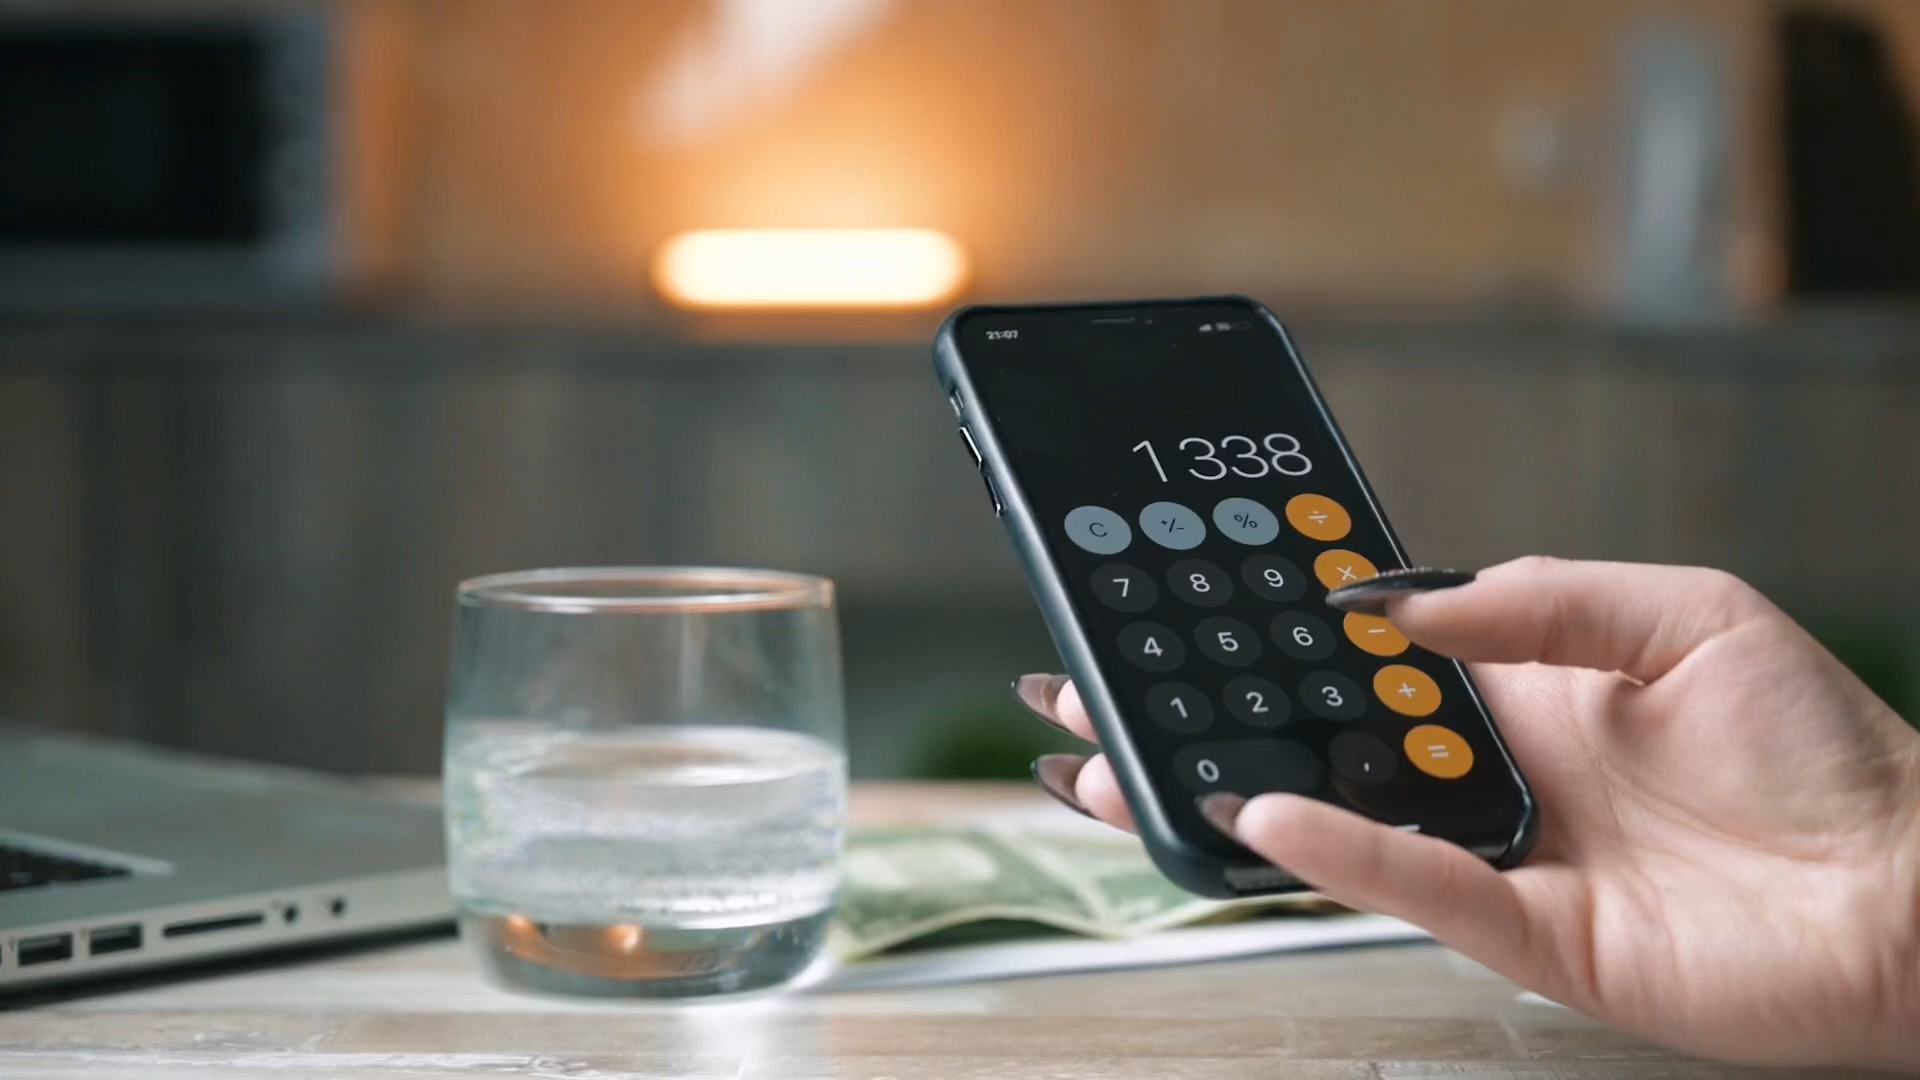 21:07
1 338
C +/- % ÷
7 8 9 ×
4 5 6 −
1 2 3 +
0 , =